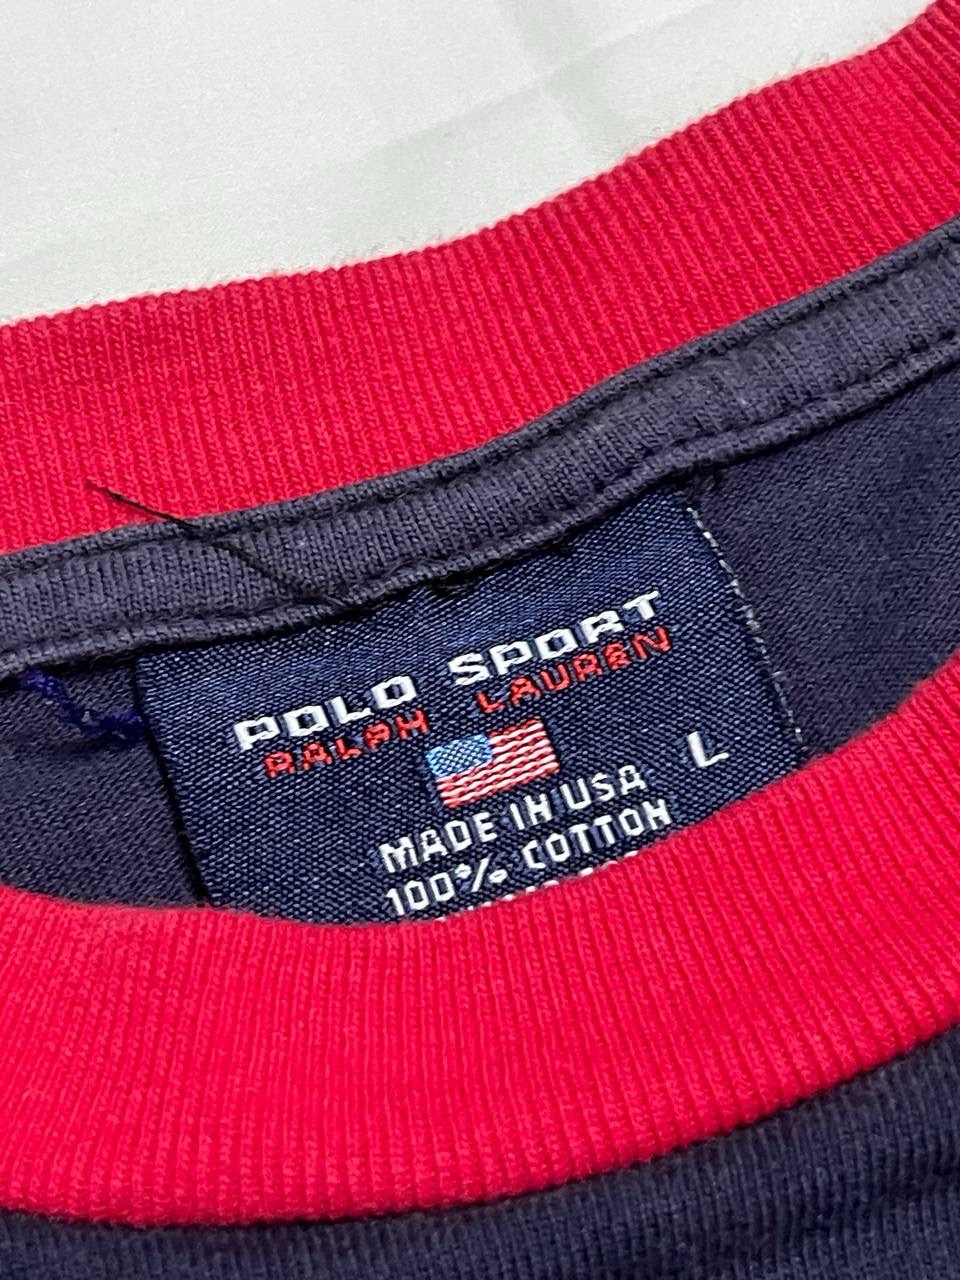 POLO SPORT
RALPH LAUREN
L
MADE IN USA
100% COTTON